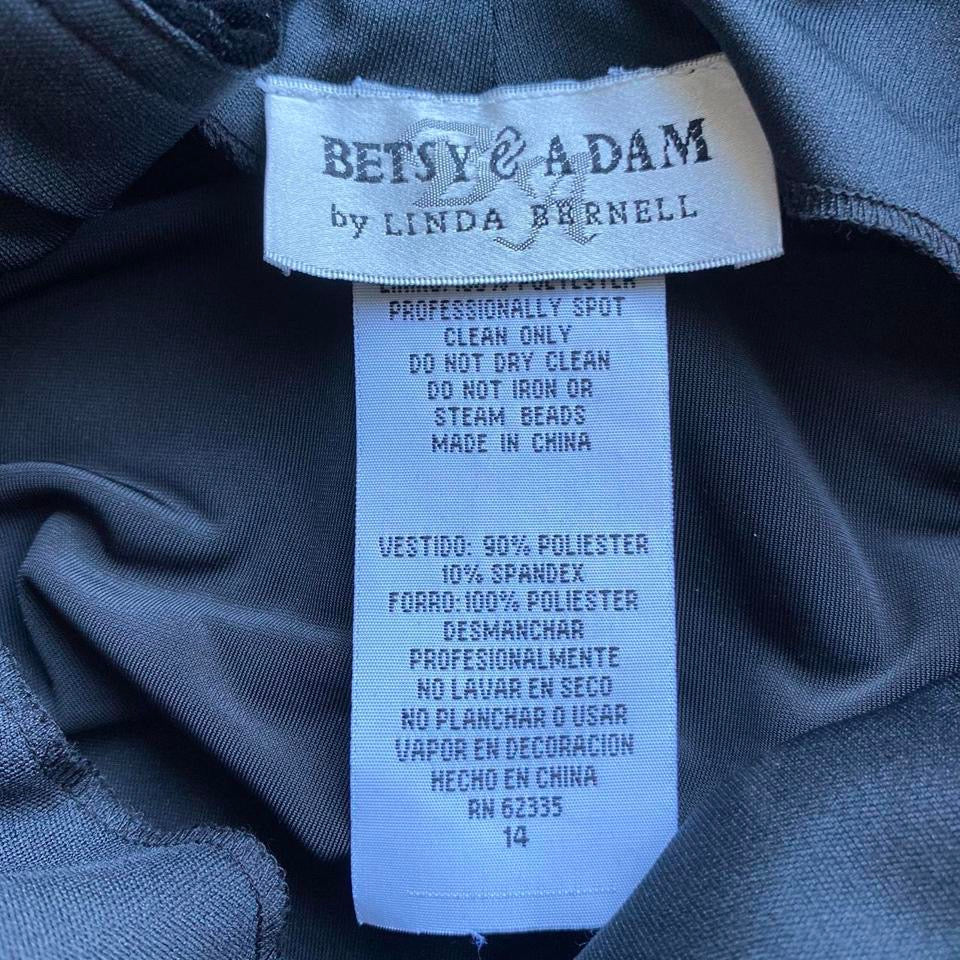 BETSY & ADAM
by LINDA BERNELL
PROFESSIONALLY SPOT
CLEAN ONLY
DO NOT DRY CLEAN
DO NOT IRON OR
STEAM BEADS
MADE IN CHINA
VESTIDO: 90% POLIESTER
10% SPANDEX
FORRO:100% POLIESTER
DESMANCHAR
PROFESIONALMENTE
NO LAVAR EN SECO
NO PLANCHAR O USAR
VAPOR EN DECORACION
HECHO EN CHINA
RN 62335
14